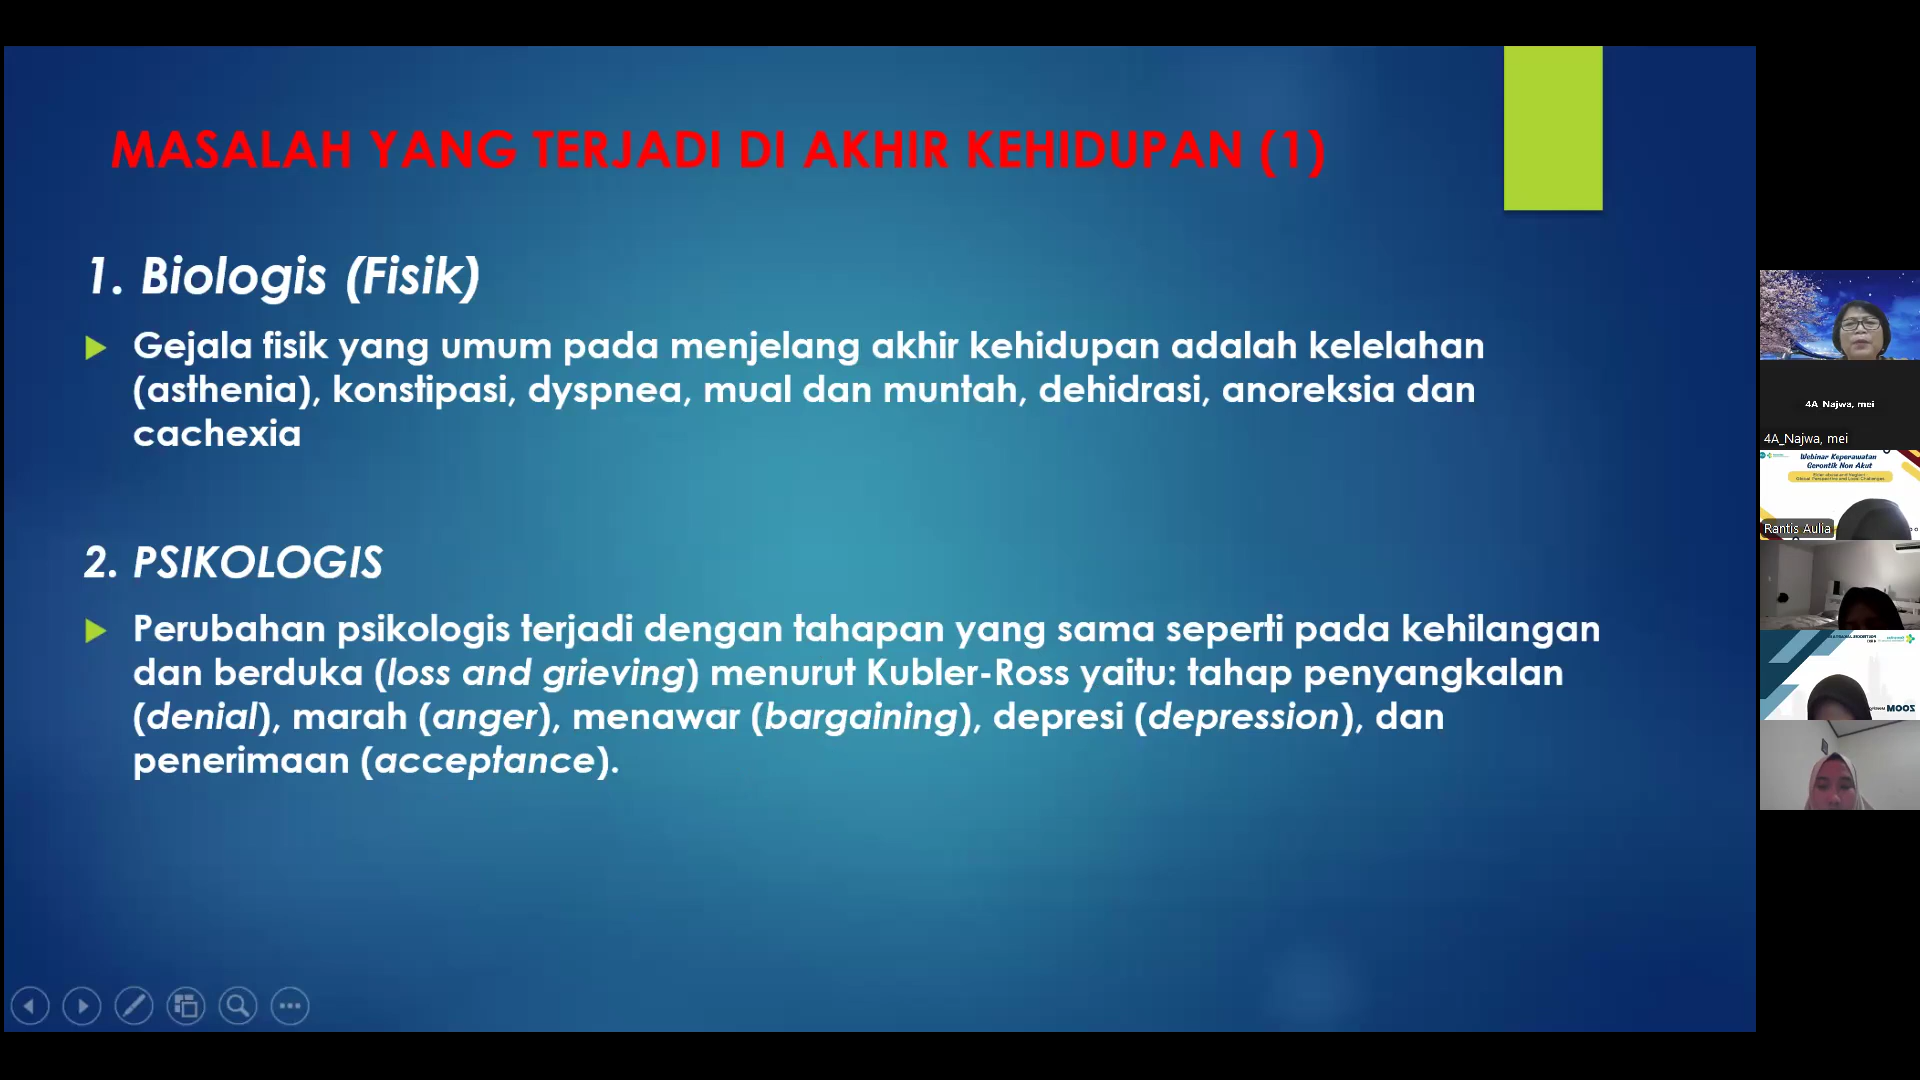 MASALAH YANG TERJADI DI AKHIR KEHIDUPAN (1)
1. Biologis (Fisik)
Gejala fisik yang umum pada menjelang akhir kehidupan adalah kelelahan
(asthenia), konstipasi, dyspnea, mual dan muntah, dehidrasi, anoreksia dan
cachexia
2. PSIKOLOGIS
Perubahan psikologis terjadi dengan tahapan yang sama seperti pada kehilangan
dan berduka (loss and grieving) menurut Kubler-Ross yaitu: tahap penyangkalan
(denial), marah (anger), menawar (bargaining), depresi (depression), dan
penerimaan (acceptance).
4A_Najwa, mei
4A_Najwa, mei
Webinar Keperawatan
Gerontik Non Akut
Rantis Aulia
ZOOM